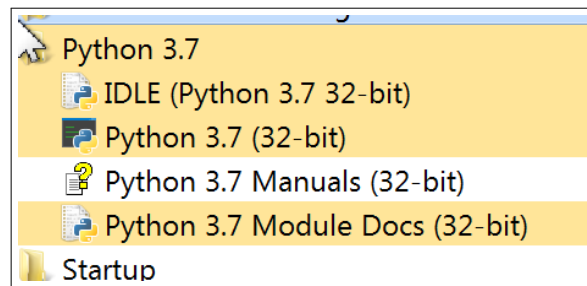 Python 3.7
IDLE (Python 3.7 32-bit)
Python 3.7 (32-bit)
Python 3.7 Manuals (32-bit)
Python 3.7 Module Docs (32-bit)
Startup